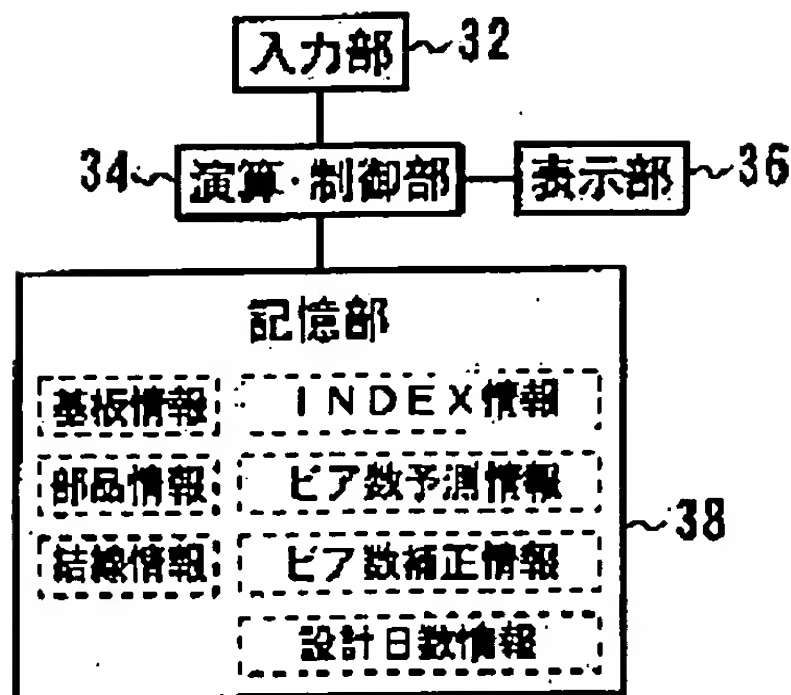 入力部 32
34 演算·制御部 表示部 36
記憶部
基板情報 INDEX情報
部品情報 ビア数予測情報
結線情報 ビア数補正情報
38
設計日数情報